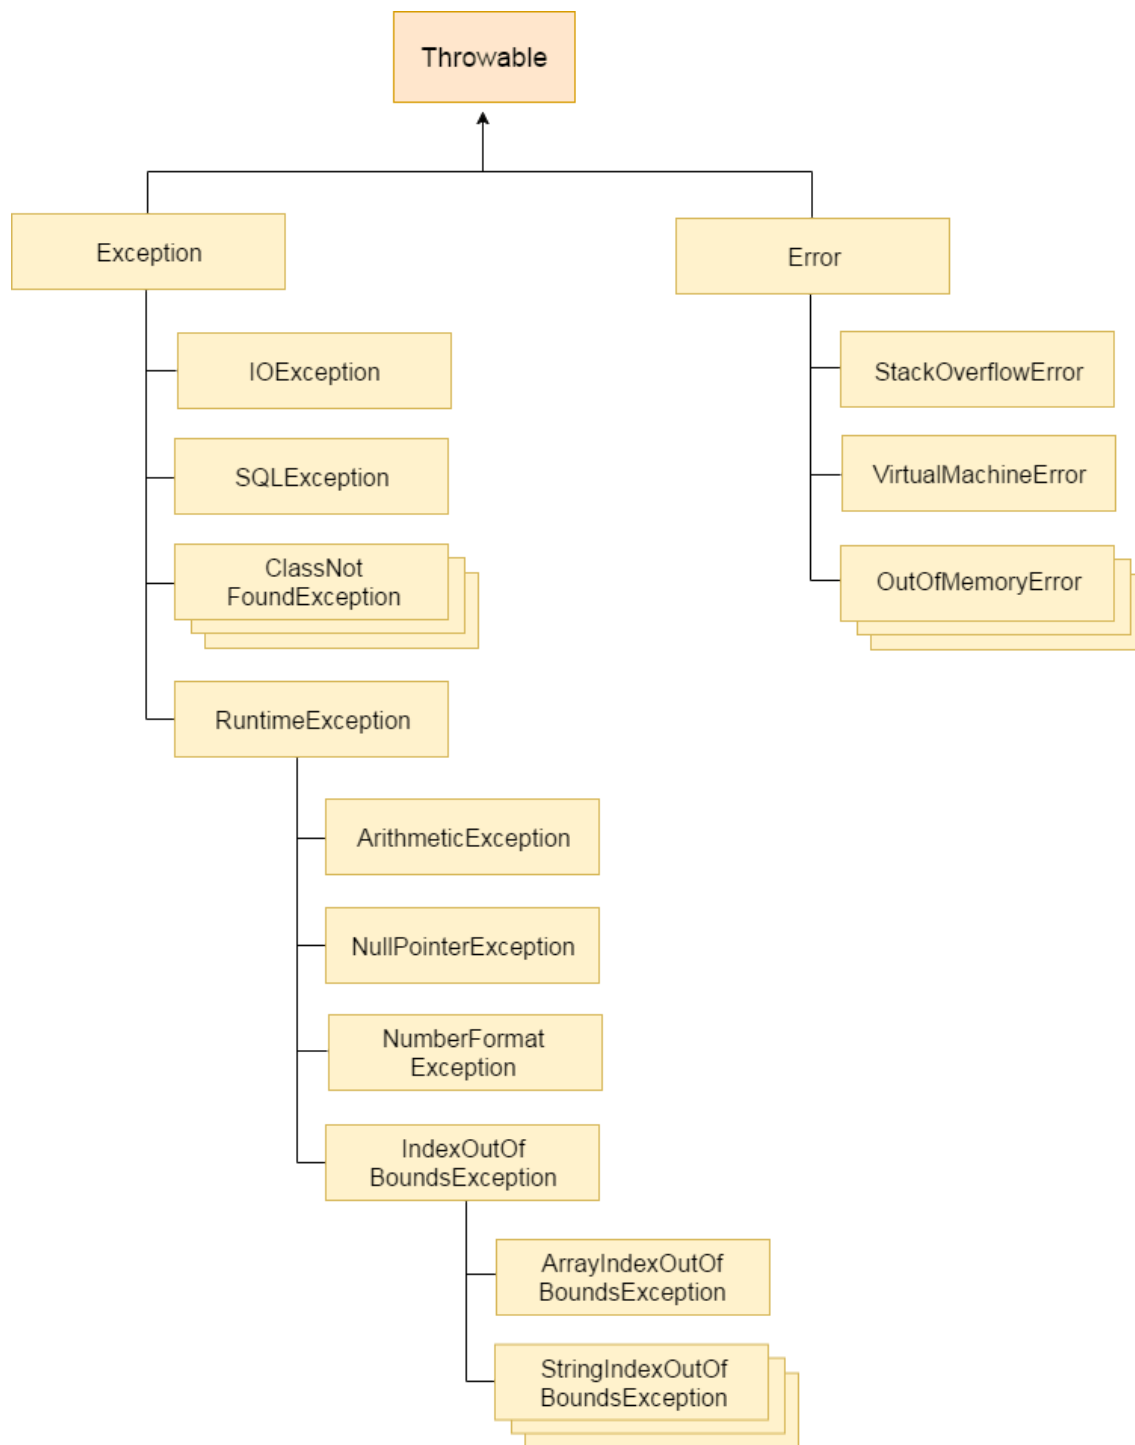 Throwable
Exception
Error
IOException
StackOverflowError
SQLException
VirtualMachineError
ClassNot
FoundException
OutOfMemoryError
RuntimeException
ArithmeticException
NullPointerException
NumberFormat
Exception
IndexOutOf
BoundsException
ArrayIndexOutOf
BoundsException
StringIndexOutOf
BoundsException